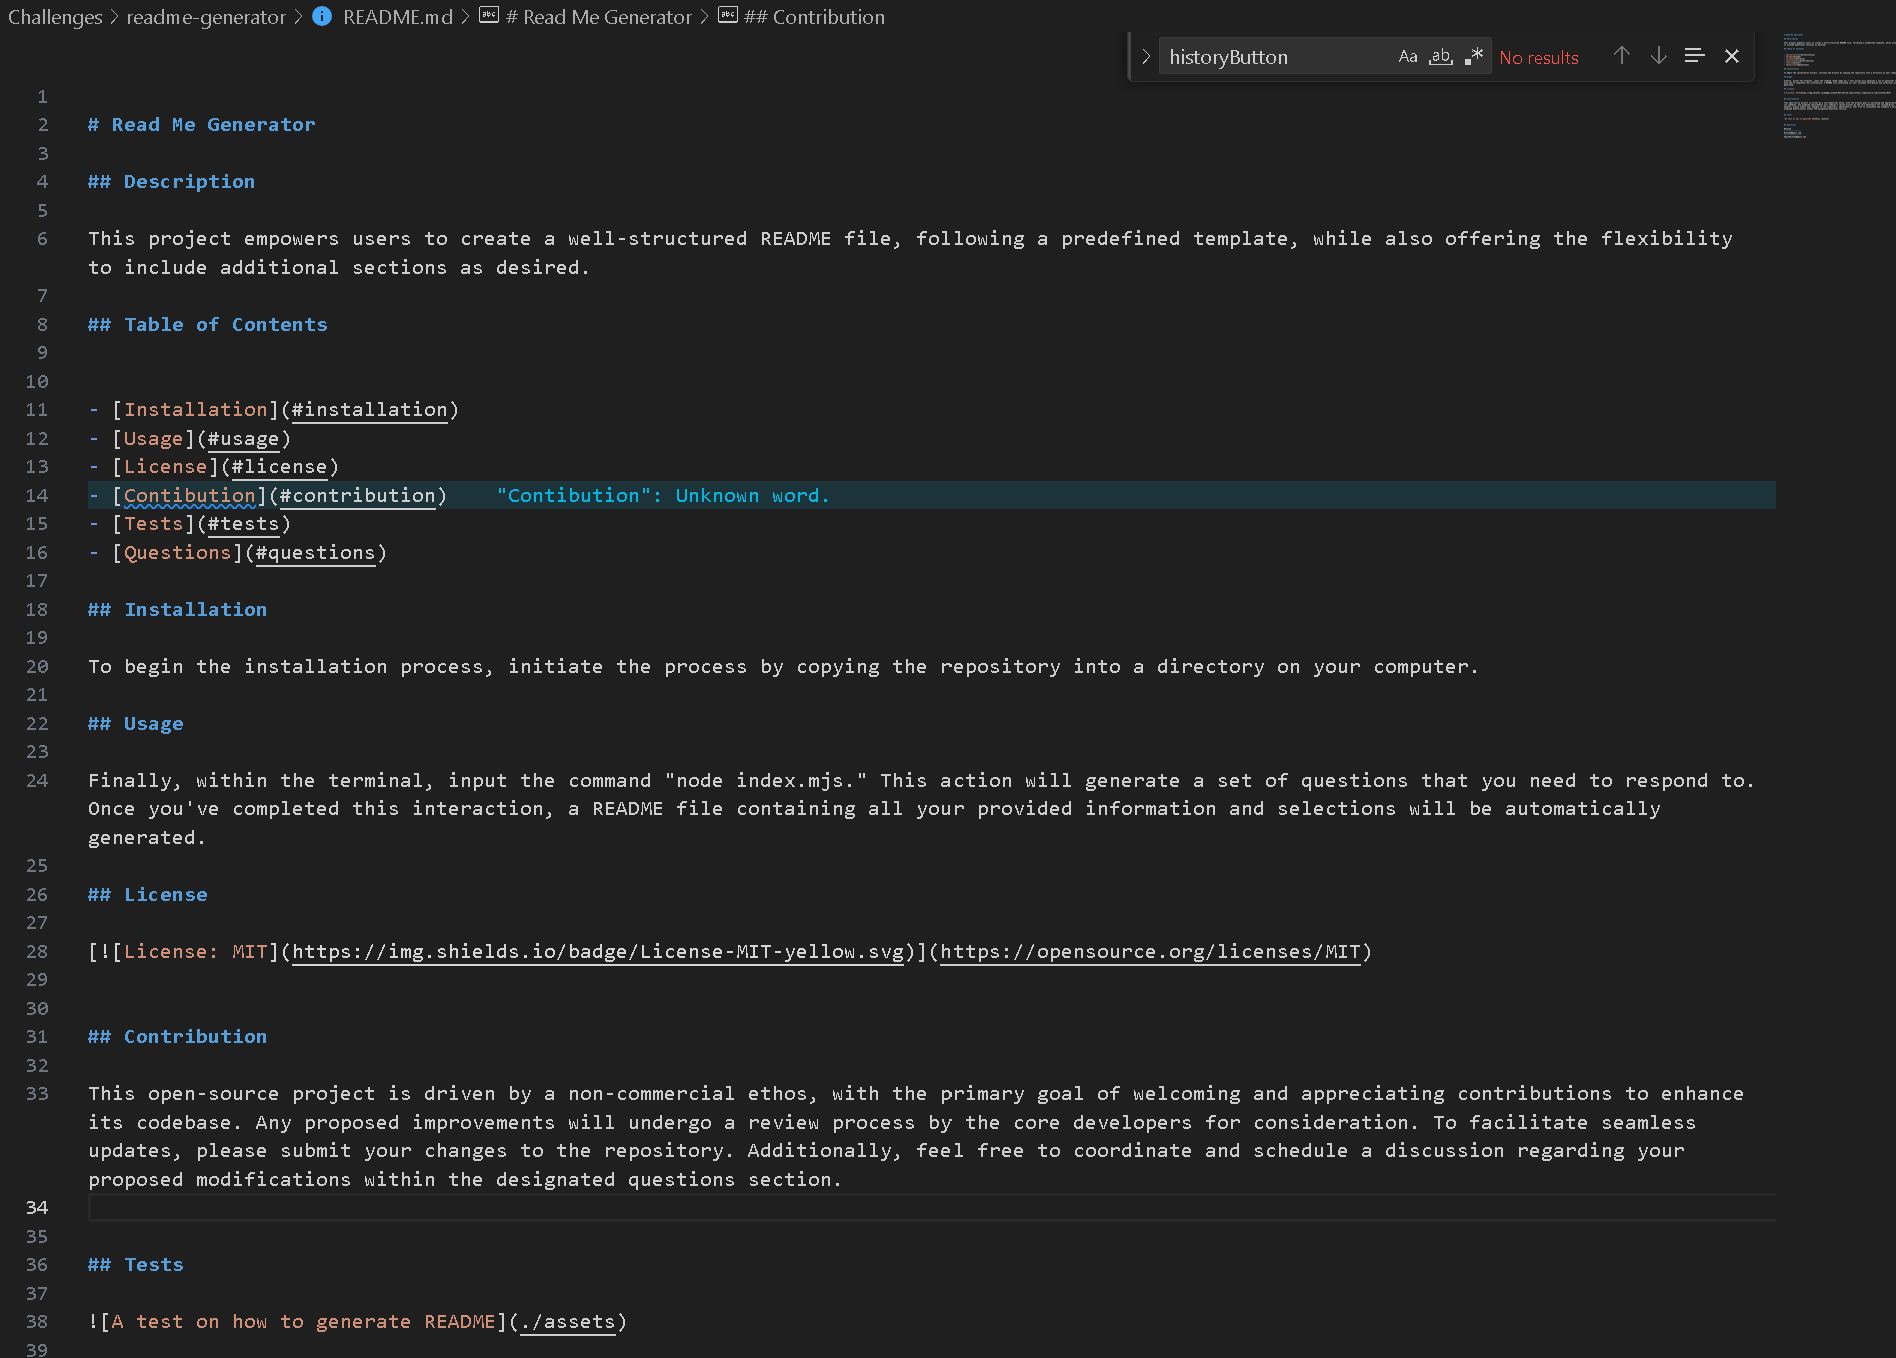 Challenges > readme-generator > README.md > # Read Me Generator > ## Contribution
historyButton Aa ab .* No results
1
2 # Read Me Generator
3
4 ## Description
5
6 This project empowers users to create a well-structured README file, following a predefined template, while also offering the flexibility
to include additional sections as desired.
7
8 ## Table of Contents
9
10
11 - [Installation](#installation)
12 - [Usage](#usage)
13 - [License](#license)
14 - [Contibution](#contribution) "Contibution": Unknown word.
15 - [Tests](#tests)
16 - [Questions](#questions)
17
18 ## Installation
19
20 To begin the installation process, initiate the process by copying the repository into a directory on your computer.
21
22 ## Usage
23
24 Finally, within the terminal, input the command "node index.mjs." This action will generate a set of questions that you need to respond to.
Once you've completed this interaction, a README file containing all your provided information and selections will be automatically
generated.
25
26 ## License
27
28 [![License: MIT](https://img.shields.io/badge/License-MIT-yellow.svg)](https://opensource.org/licenses/MIT)
29
30
31 ## Contribution
32
33 This open-source project is driven by a non-commercial ethos, with the primary goal of welcoming and appreciating contributions to enhance
its codebase. Any proposed improvements will undergo a review process by the core developers for consideration. To facilitate seamless
updates, please submit your changes to the repository. Additionally, feel free to coordinate and schedule a discussion regarding your
proposed modifications within the designated questions section.
34
35
36 ## Tests
37
38 ![A test on how to generate README](./assets)
39